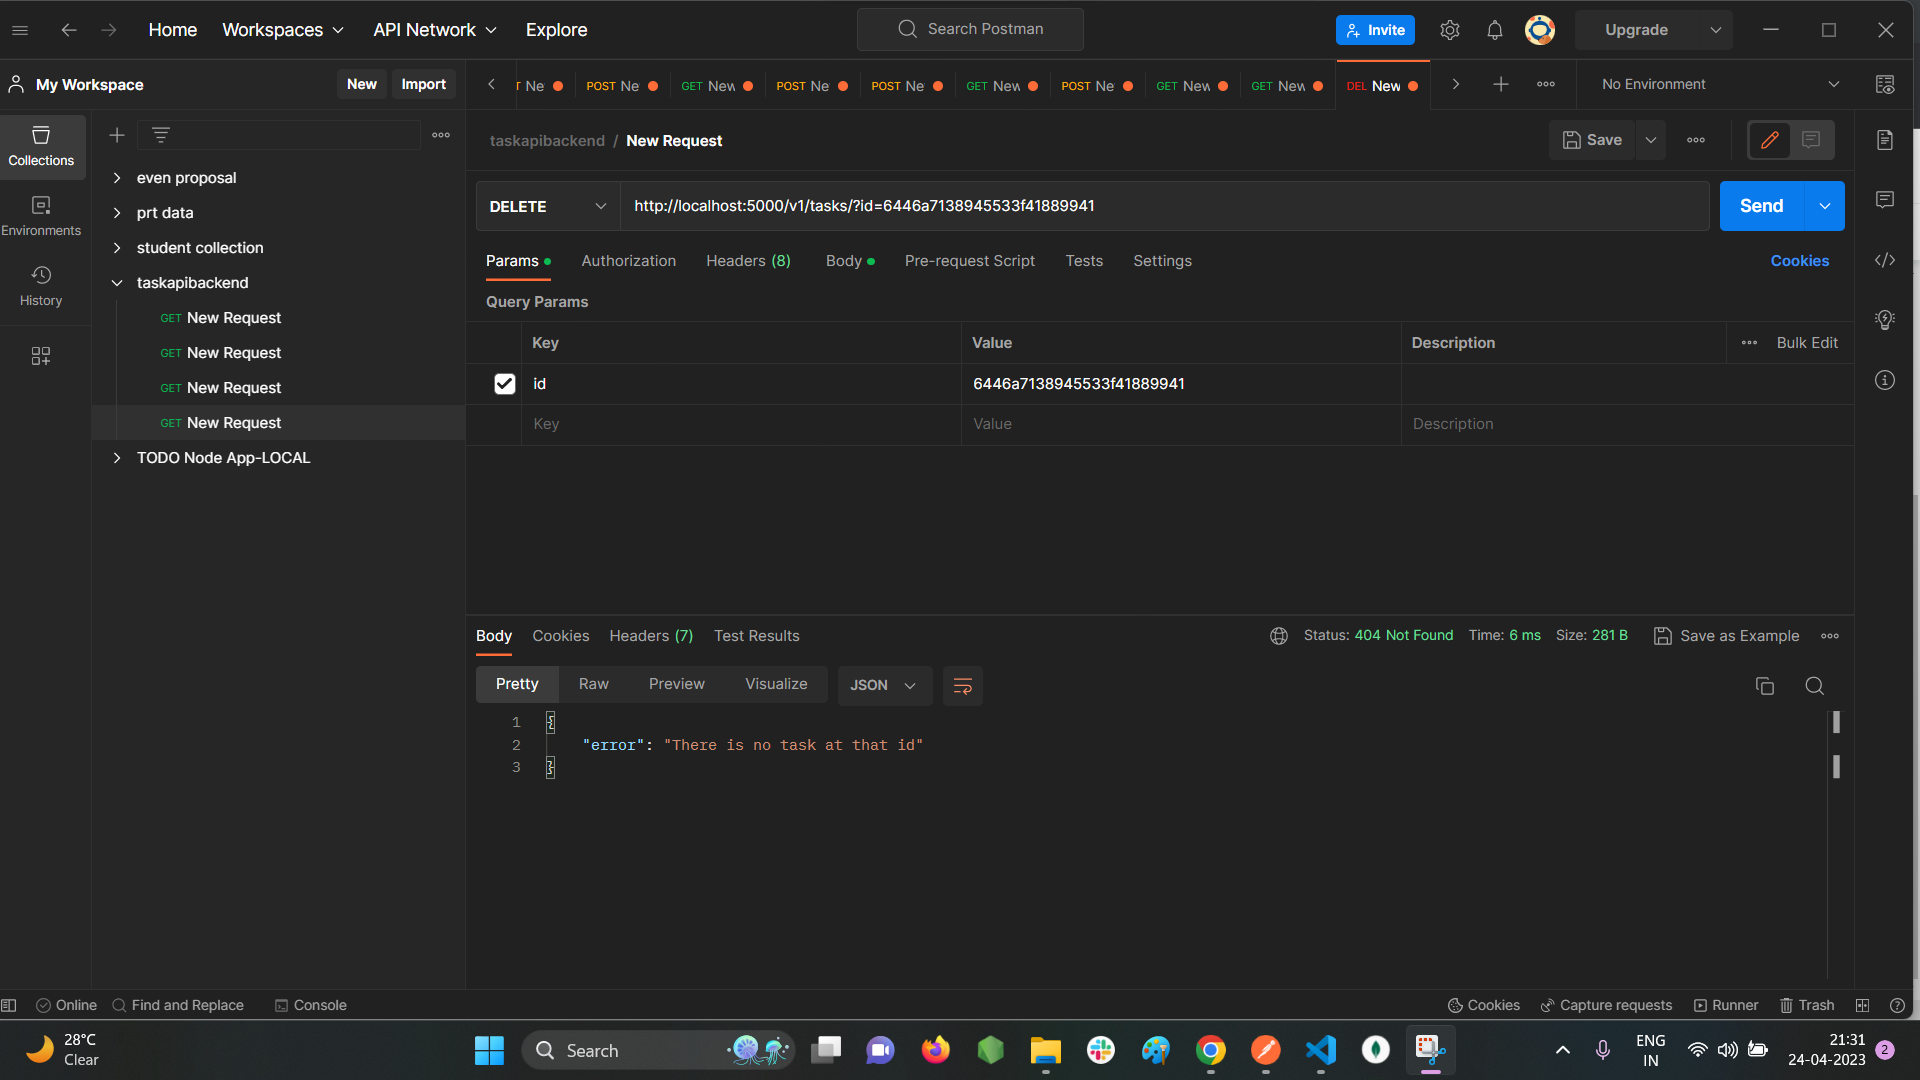 Home
Workspaces
API Network
Explore
Search Postman
Invite
Upgrade
My Workspace
New
Import
T Ne
POST Ne
GET New
POST Ne
POST Ne
GET New
POST Ne
GET New
GET New
DEL New
No Environment
Collections
Environments
History
even proposal
prt data
student collection
taskapibackend
GET New Request
GET New Request
GET New Request
GET New Request
TODO Node App-LOCAL
taskapibackend / New Request
Save
DELETE
http://localhost:5000/v1/tasks/?id=6446a7138945533f41889941
Send
Params
Authorization
Headers (8)
Body
Pre-request Script
Tests
Settings
Cookies
Query Params
Key
Value
Description
Bulk Edit
id
6446a7138945533f41889941
Key
Value
Description
Body
Cookies
Headers (7)
Test Results
Status: 404 Not Found
Time: 6 ms
Size: 281 B
Save as Example
Pretty
Raw
Preview
Visualize
JSON
1 {
2 "error": "There is no task at that id"
3 }
Online
Find and Replace
Console
Cookies
Capture requests
Runner
Trash
28°C
Clear
Search
ENG
IN
21:31
24-04-2023
2